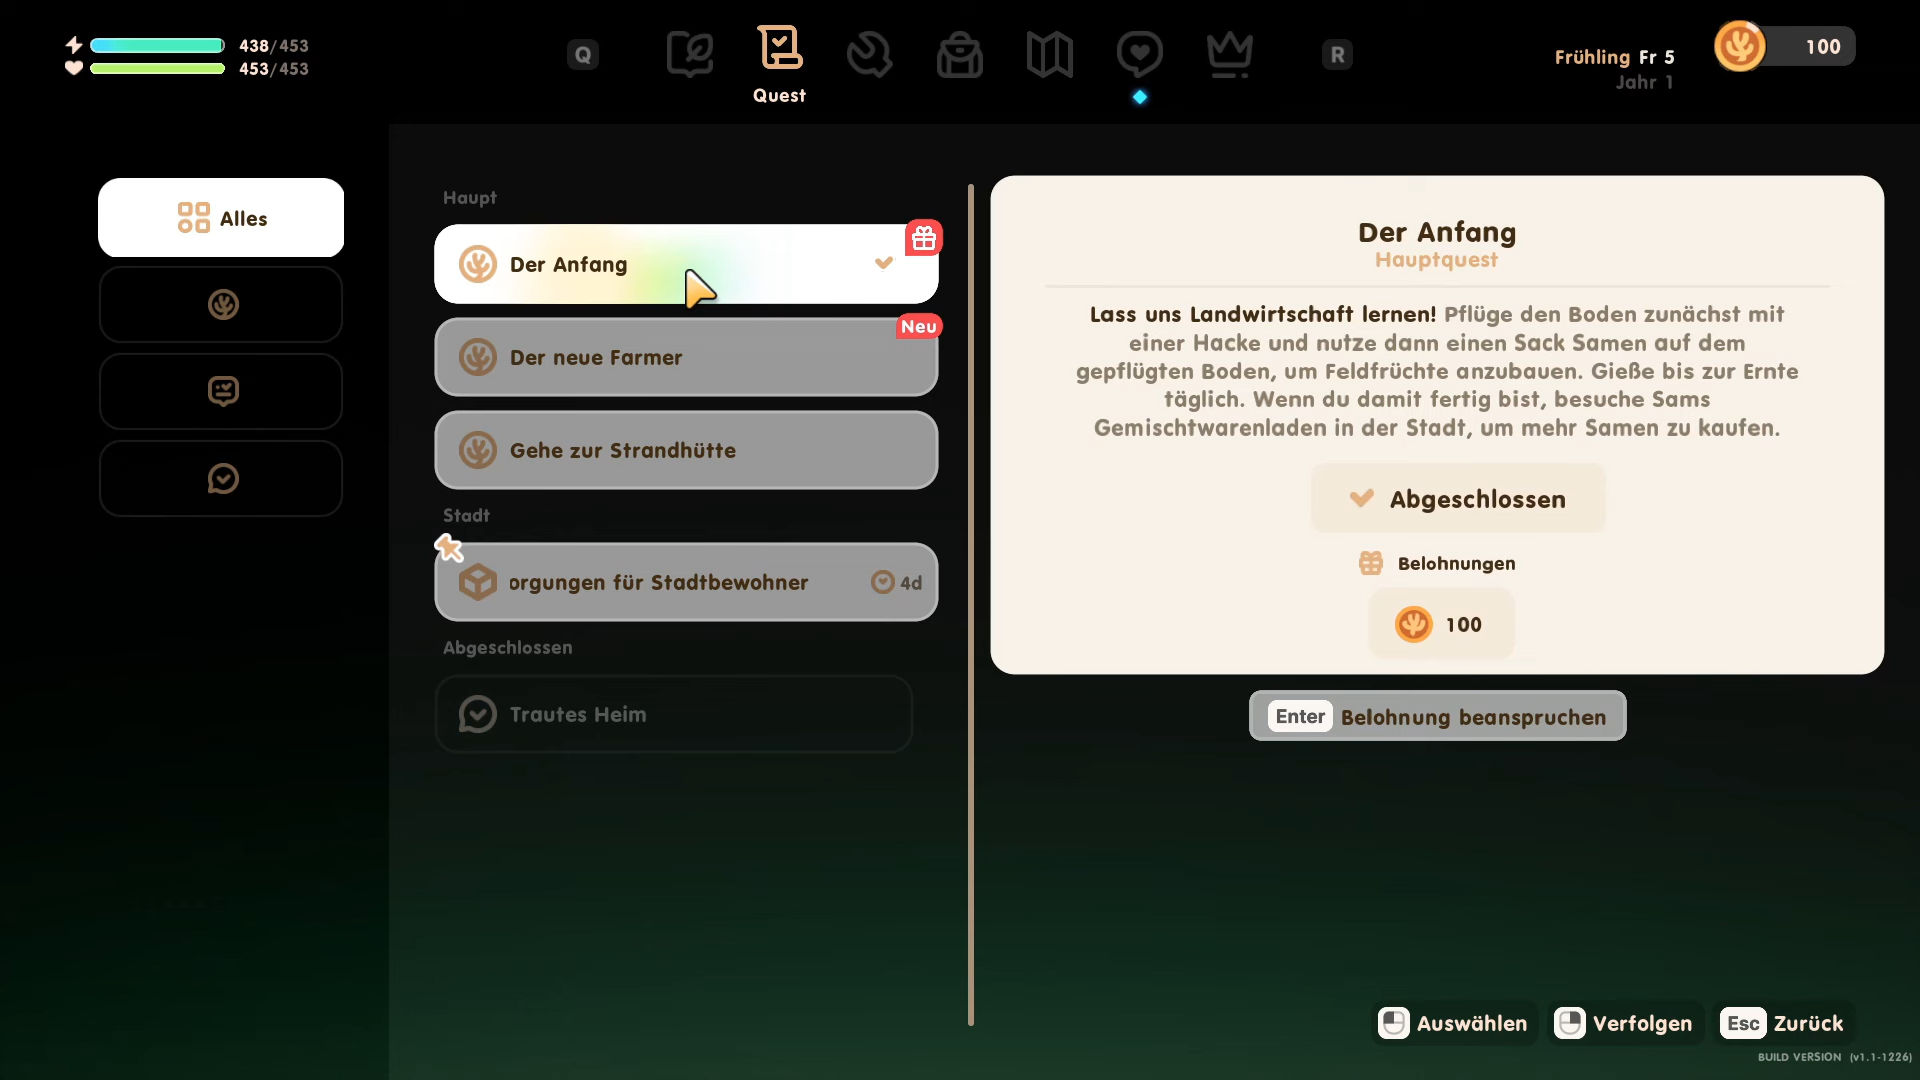 438/453
453/453
Q
Quest
R
Frühling Fr 5
Jahr 1
100
Alles
Haupt
Der Anfang
Neu
Der neue Farmer
Gehe zur Strandhütte
Stadt
orgungen für Stadtbewohner
4d
Abgeschlossen
Trautes Heim
Der Anfang
Hauptquest
Lass uns Landwirtschaft lernen! Pflüge den Boden zunächst mit
einer Hacke und nutze dann einen Sack Samen auf dem
gepflügten Boden, um Feldfrüchte anzubauen. Gieße bis zur Ernte
täglich. Wenn du damit fertig bist, besuche Sams
Gemischtwarenladen in der Stadt, um mehr Samen zu kaufen.
Abgeschlossen
Belohnungen
100
Enter Belohnung beanspruchen
Auswählen
Verfolgen
Esc Zurück
BUILD VERSION (v1.1-1226)